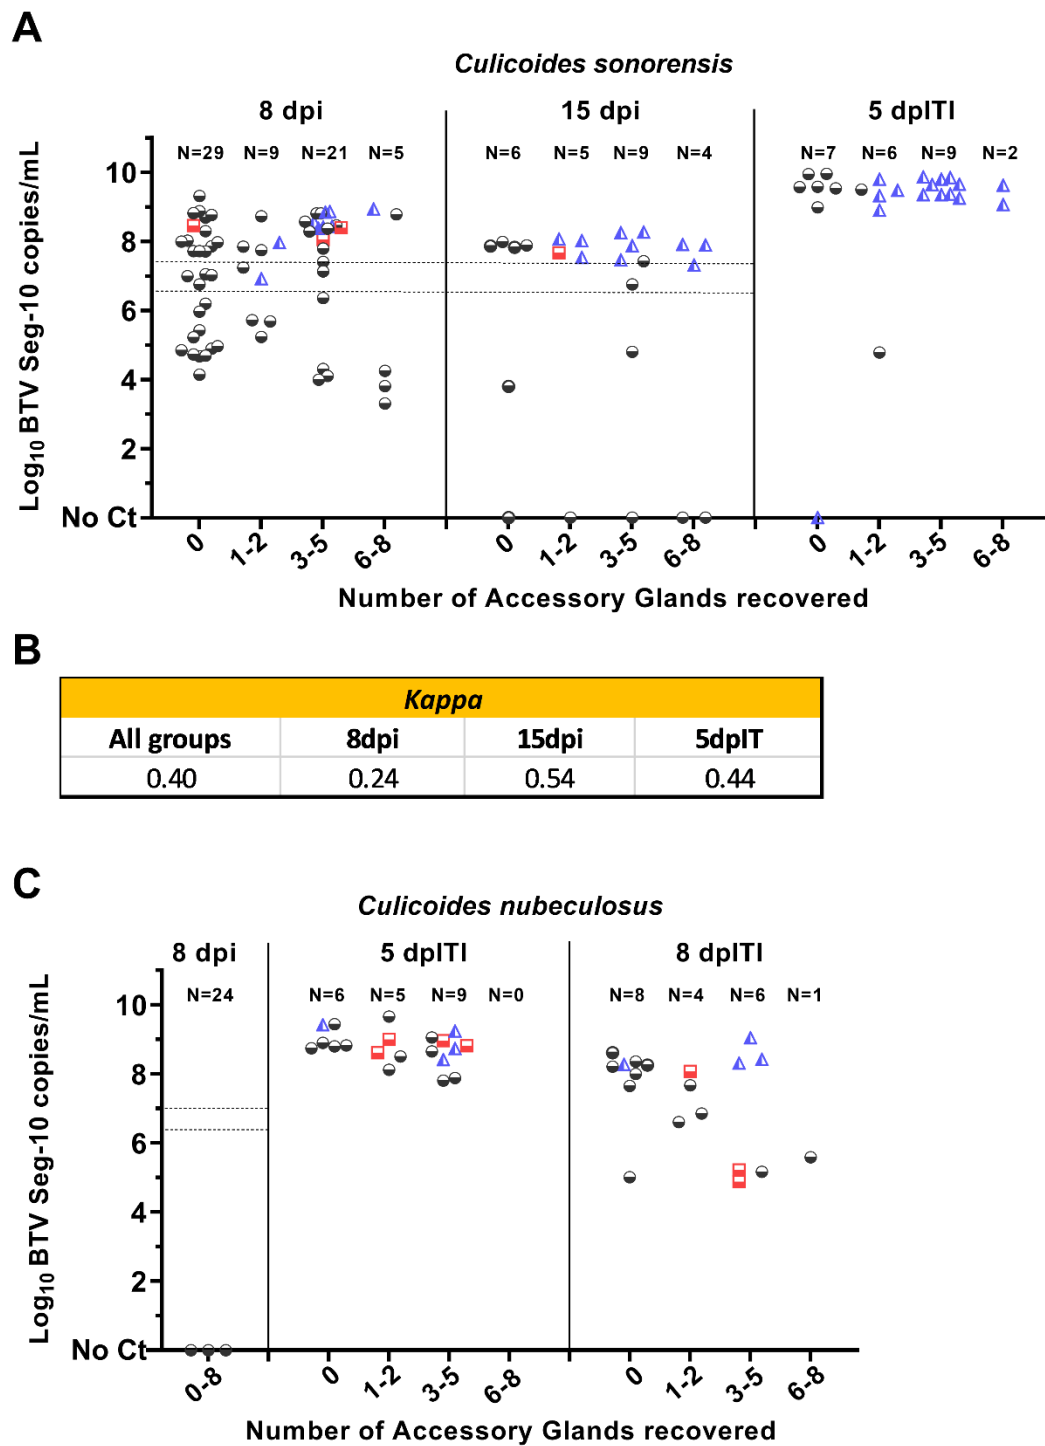 A
Culicoides sonorensis
8 dpi 15 dpi 5 dpITI
N=29 N=9 N=21 N=5 N=6 N=5 N=9 N=4 N=7 N=6 N=9 N=2
Log10 BTV Seg-10 copies/mL
10
8
6
4
2
No Ct
0 1-2 3-5 6-8 0 1-2 3-5 6-8 0 1-2 3-5 6-8
Number of Accessory Glands recovered
B
Kappa
All groups 8dpi 15dpi 5dpIT
0.40 0.24 0.54 0.44
C
Culicoides nubeculosus
8 dpi 5 dpITI 8 dpITI
N=24 N=6 N=5 N=9 N=0 N=8 N=4 N=6 N=1
Log10 BTV Seg-10 copies/mL
10
8
6
4
2
No Ct
0-8 0 1-2 3-5 6-8 0 1-2 3-5 6-8
Number of Accessory Glands recovered